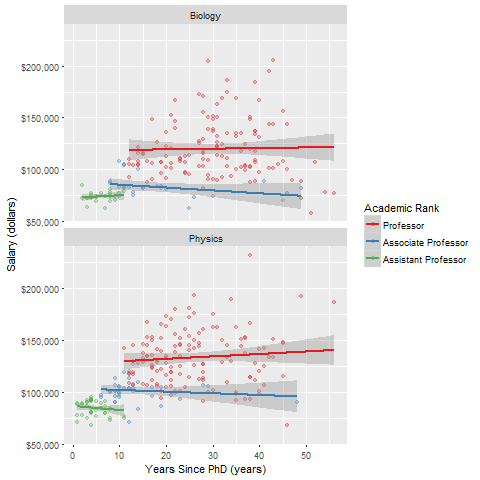 Biology
$200,000
$150,000
$100,000
$50,000
Physics
$200,000
$150,000
$100,000
$50,000
0 10 20 30 40 50
Years Since PhD (years)
Salary (dollars)
Academic Rank
Professor
Associate Professor
Assistant Professor